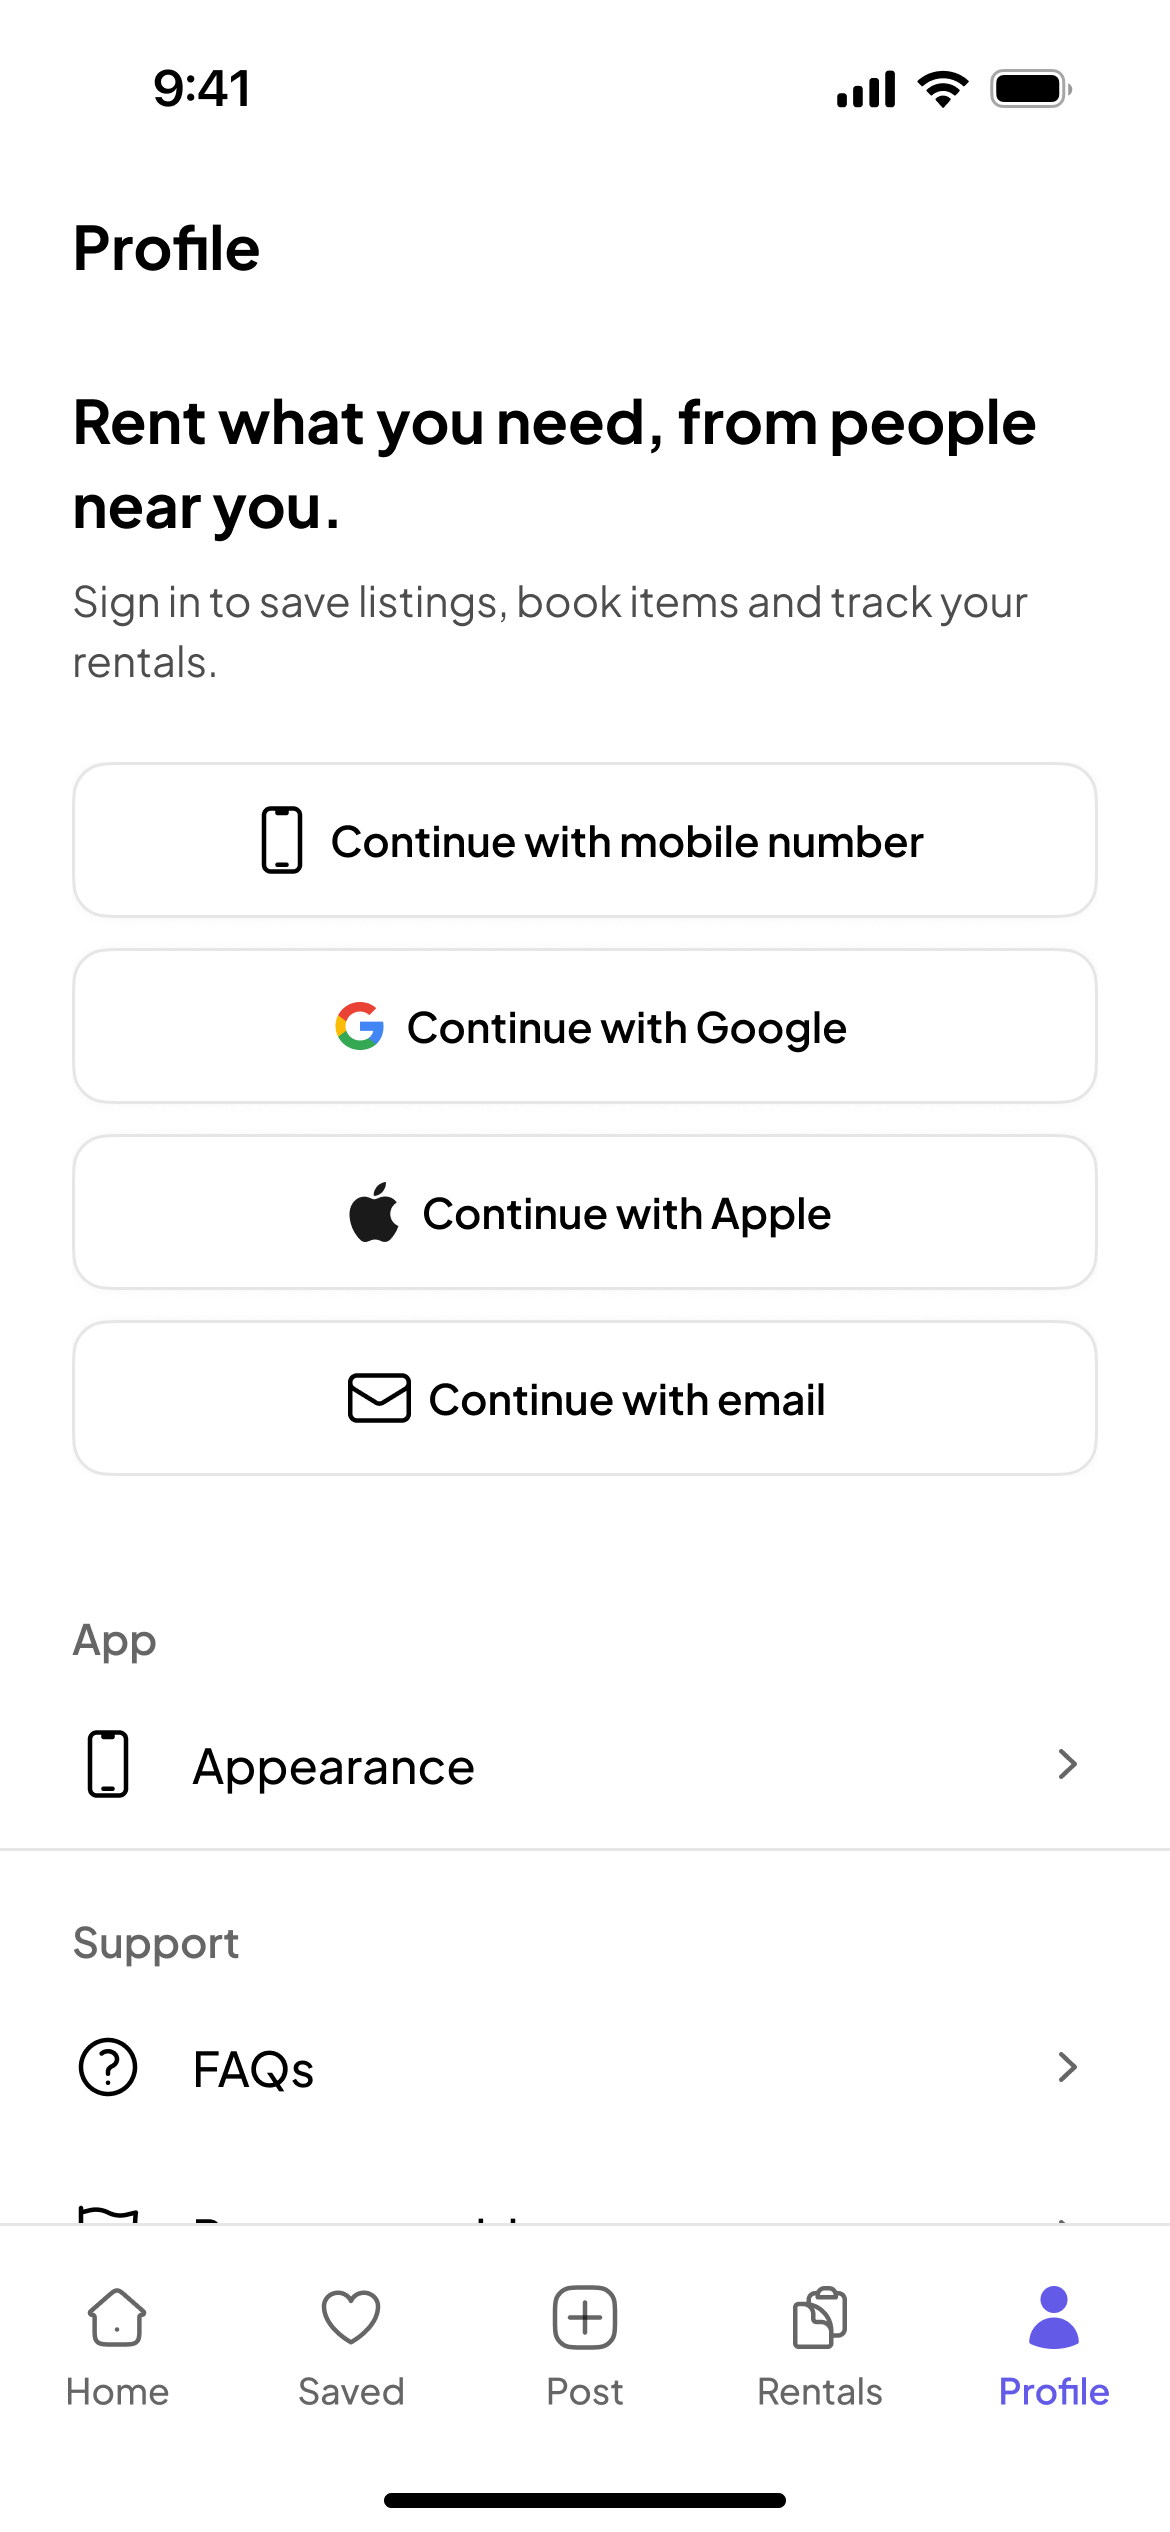 9:41
Profile
Rent what you need, from people
near you.
Sign in to save listings, book items and track your
rentals.
Continue with mobile number
Continue with Google
Continue with Apple
Continue with email
App
Appearance
Support
FAQs
Home
Saved
Post
Rentals
Profile